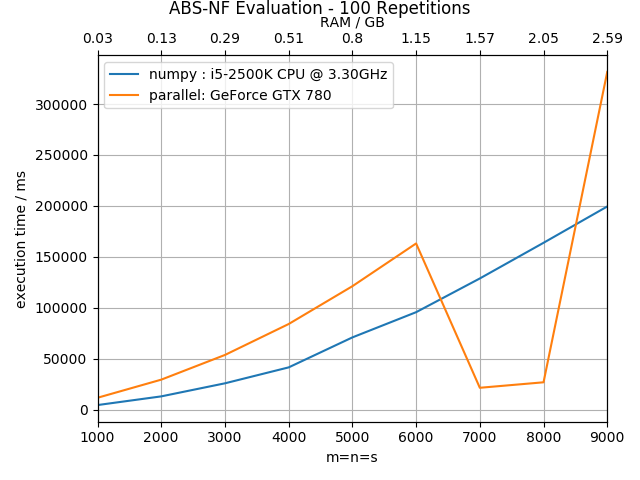 ABS-NF Evaluation - 100 Repetitions
RAM / GB
0.03 0.13 0.29 0.51 0.8 1.15 1.57 2.05 2.59
numpy : i5-2500K CPU @ 3.30GHz
parallel: GeForce GTX 780
300000
250000
200000
150000
100000
50000
0
execution time / ms
1000 2000 3000 4000 5000 6000 7000 8000 9000
m=n=s